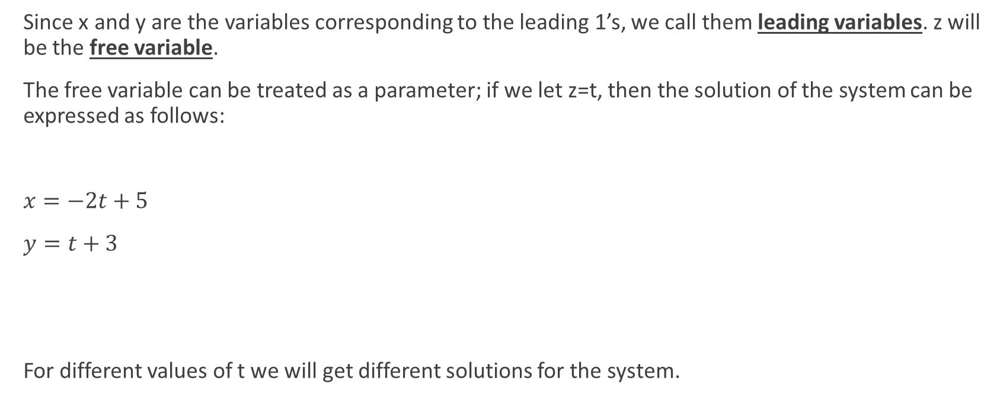 Since x and y are the variables corresponding to the leading 1’s, we call them leading variables. z will
be the free variable.
The free variable can be treated as a parameter; if we let z=t, then the solution of the system can be
expressed as follows:
x = −2t + 5
y = t + 3
For different values of t we will get different solutions for the system.